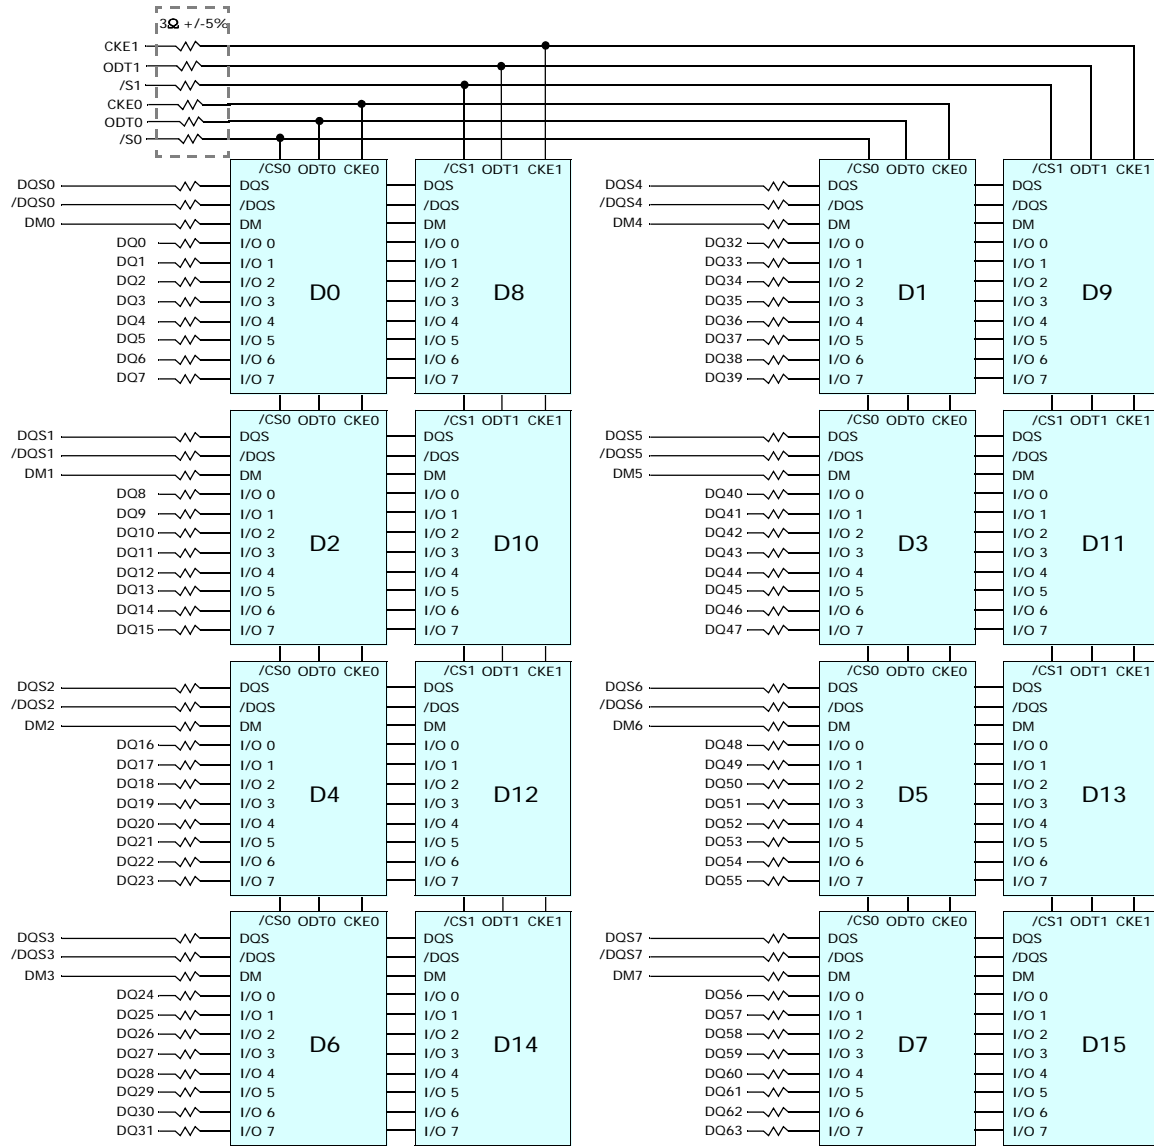 3Ω +/-5%
CKE1
ODT1
/S1
CKE0
ODT0
/S0
/CS0 ODT0 CKE0
/CS1 ODT1 CKE1
/CS0 ODT0 CKE0
/CS1 ODT1 CKE1
DQS0 DQS DQS DQS4 DQS DQS
/DQS0 /DQS /DQS /DQS4 /DQS /DQS
DM0 DM DM DM4 DM DM
DQ0 I/O 0 I/O 0 DQ32 I/O 0 I/O 0
DQ1 I/O 1 I/O 1 DQ33 I/O 1 I/O 1
DQ2 I/O 2 I/O 2 DQ34 I/O 2 I/O 2
D0 D8 D1 D9
DQ3 I/O 3 I/O 3 DQ35 I/O 3 I/O 3
DQ4 I/O 4 I/O 4 DQ36 I/O 4 I/O 4
DQ5 I/O 5 I/O 5 DQ37 I/O 5 I/O 5
DQ6 I/O 6 I/O 6 DQ38 I/O 6 I/O 6
DQ7 I/O 7 I/O 7 DQ39 I/O 7 I/O 7
/CS0 ODT0 CKE0 /CS1 ODT1 CKE1 /CS0 ODT0 CKE0 /CS1 ODT1 CKE1
DQS1 DQS DQS DQS5 DQS DQS
/DQS1 /DQS /DQS /DQS5 /DQS /DQS
DM1 DM DM DM5 DM DM
DQ8 I/O 0 I/O 0 DQ40 I/O 0 I/O 0
DQ9 I/O 1 I/O 1 DQ41 I/O 1 I/O 1
DQ10 I/O 2 I/O 2 DQ42 I/O 2 I/O 2
D2 D10 D3 D11
DQ11 I/O 3 I/O 3 DQ43 I/O 3 I/O 3
DQ12 I/O 4 I/O 4 DQ44 I/O 4 I/O 4
DQ13 I/O 5 I/O 5 DQ45 I/O 5 I/O 5
DQ14 I/O 6 I/O 6 DQ46 I/O 6 I/O 6
DQ15 I/O 7 I/O 7 DQ47 I/O 7 I/O 7
/CS0 ODT0 CKE0 /CS1 ODT1 CKE1 /CS0 ODT0 CKE0 /CS1 ODT1 CKE1
DQS2 DQS DQS DQS6 DQS DQS
/DQS2 /DQS /DQS /DQS6 /DQS /DQS
DM2 DM DM DM6 DM DM
DQ16 I/O 0 I/O 0 DQ48 I/O 0 I/O 0
DQ17 I/O 1 I/O 1 DQ49 I/O 1 I/O 1
DQ18 I/O 2 I/O 2 DQ50 I/O 2 I/O 2
D4 D12 D5 D13
DQ19 I/O 3 I/O 3 DQ51 I/O 3 I/O 3
DQ20 I/O 4 I/O 4 DQ52 I/O 4 I/O 4
DQ21 I/O 5 I/O 5 DQ53 I/O 5 I/O 5
DQ22 I/O 6 I/O 6 DQ54 I/O 6 I/O 6
DQ23 I/O 7 I/O 7 DQ55 I/O 7 I/O 7
/CS0 ODT0 CKE0 /CS1 ODT1 CKE1 /CS0 ODT0 CKE0 /CS1 ODT1 CKE1
DQS3 DQS DQS DQS7 DQS DQS
/DQS3 /DQS /DQS /DQS7 /DQS /DQS
DM3 DM DM DM7 DM DM
DQ24 I/O 0 I/O 0 DQ56 I/O 0 I/O 0
DQ25 I/O 1 I/O 1 DQ57 I/O 1 I/O 1
DQ26 I/O 2 I/O 2 DQ58 I/O 2 I/O 2
D6 D14 D7 D15
DQ27 I/O 3 I/O 3 DQ59 I/O 3 I/O 3
DQ28 I/O 4 I/O 4 DQ60 I/O 4 I/O 4
DQ29 I/O 5 I/O 5 DQ61 I/O 5 I/O 5
DQ30 I/O 6 I/O 6 DQ62 I/O 6 I/O 6
DQ31 I/O 7 I/O 7 DQ63 I/O 7 I/O 7